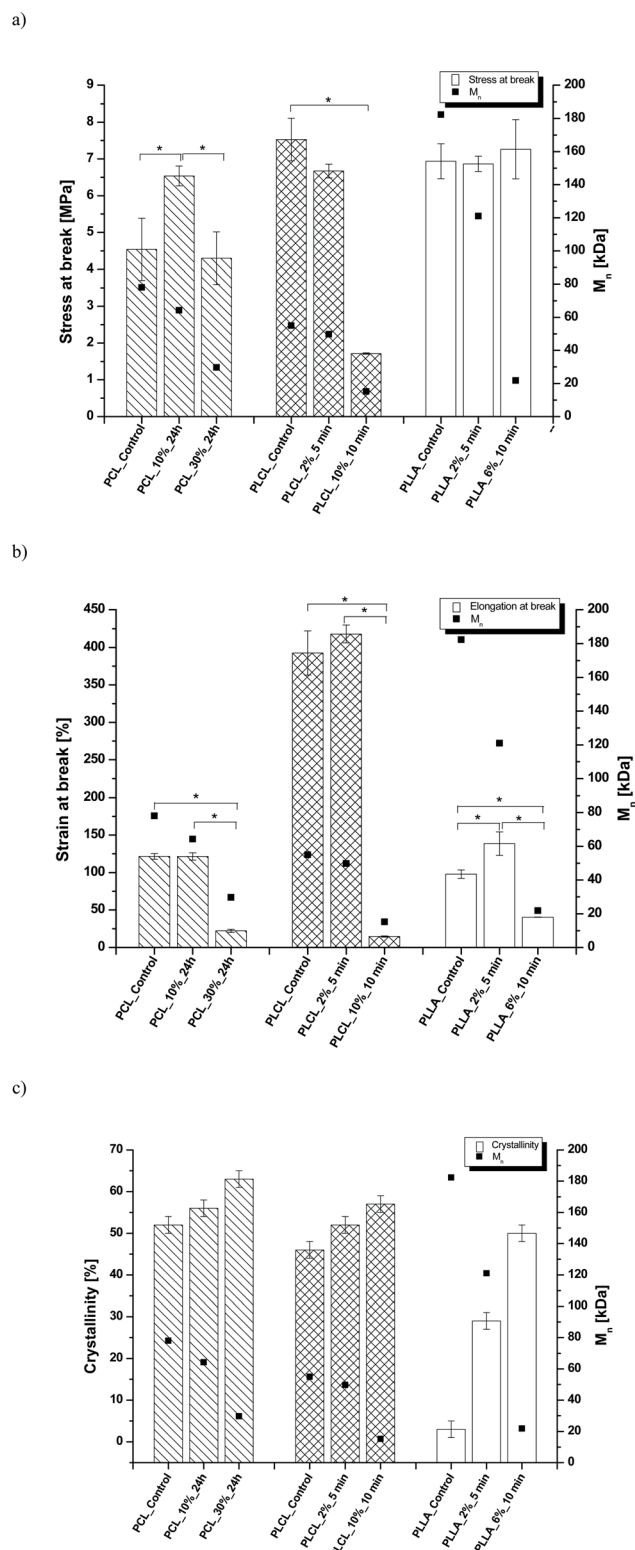 a)
Stress at break
Mn
9
8
7
6
5
4
3
2
1
0
Stress at break [MPa]
200
180
160
140
120
100
80
60
40
20
0
Mn [kDa]
*
*
*
PCL_Control
PCL_10%_24h
PCL_30%_24h
PLCL_Control
PLCL_2%_5 min
PLCL_10%_10 min
PLLA_Control
PLLA_2%_5 min
PLLA_6%_10 min
--
b)
Elongation at break
Mn
450
400
350
300
250
200
150
100
50
0
Strain at break [%]
200
180
160
140
120
100
80
60
40
20
0
Mn [kDa]
*
*
*
*
*
*
*
PCL_Control
PCL_10%_24h
PCL_30%_24h
PLCL_Control
PLCL_2%_5 min
PLCL_10%_10 min
PLLA_Control
PLLA_2%_5 min
PLLA_6%_10 min
c)
Crystallinity
Mn
70
60
50
40
30
20
10
0
Crystallinity [%]
200
180
160
140
120
100
80
60
40
20
0
Mn [kDa]
PCL_Control
PCL_10%_24h
PCL_30%_24h
PLCL_Control
PLCL_2%_5 min
PLCL_10%_10 min
PLLA_Control
PLLA_2%_5 min
PLLA_6%_10 min